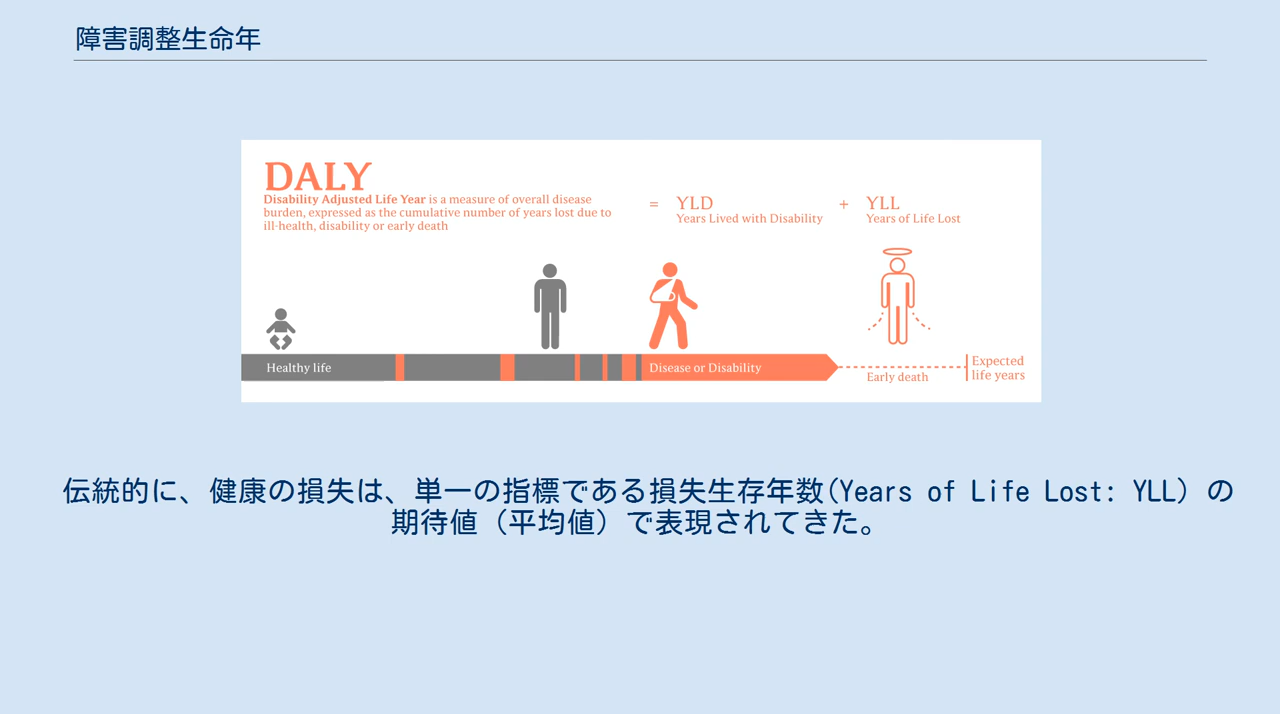 障害調整生命年
DALY
Disability Adjusted Life Year is a measure of overall disease
burden, expressed as the cumulative number of years lost due to
ill-health, disability or early death
=
YLD
Years Lived with Disability
+
YLL
Years of Life Lost
Healthy life
Disease or Disability
Early death
Expected
life years
伝統的に、健康の損失は、単一の指標である損失生存年数(Years of Life Lost: YLL) の
期待値（平均値）で表現されてきた。